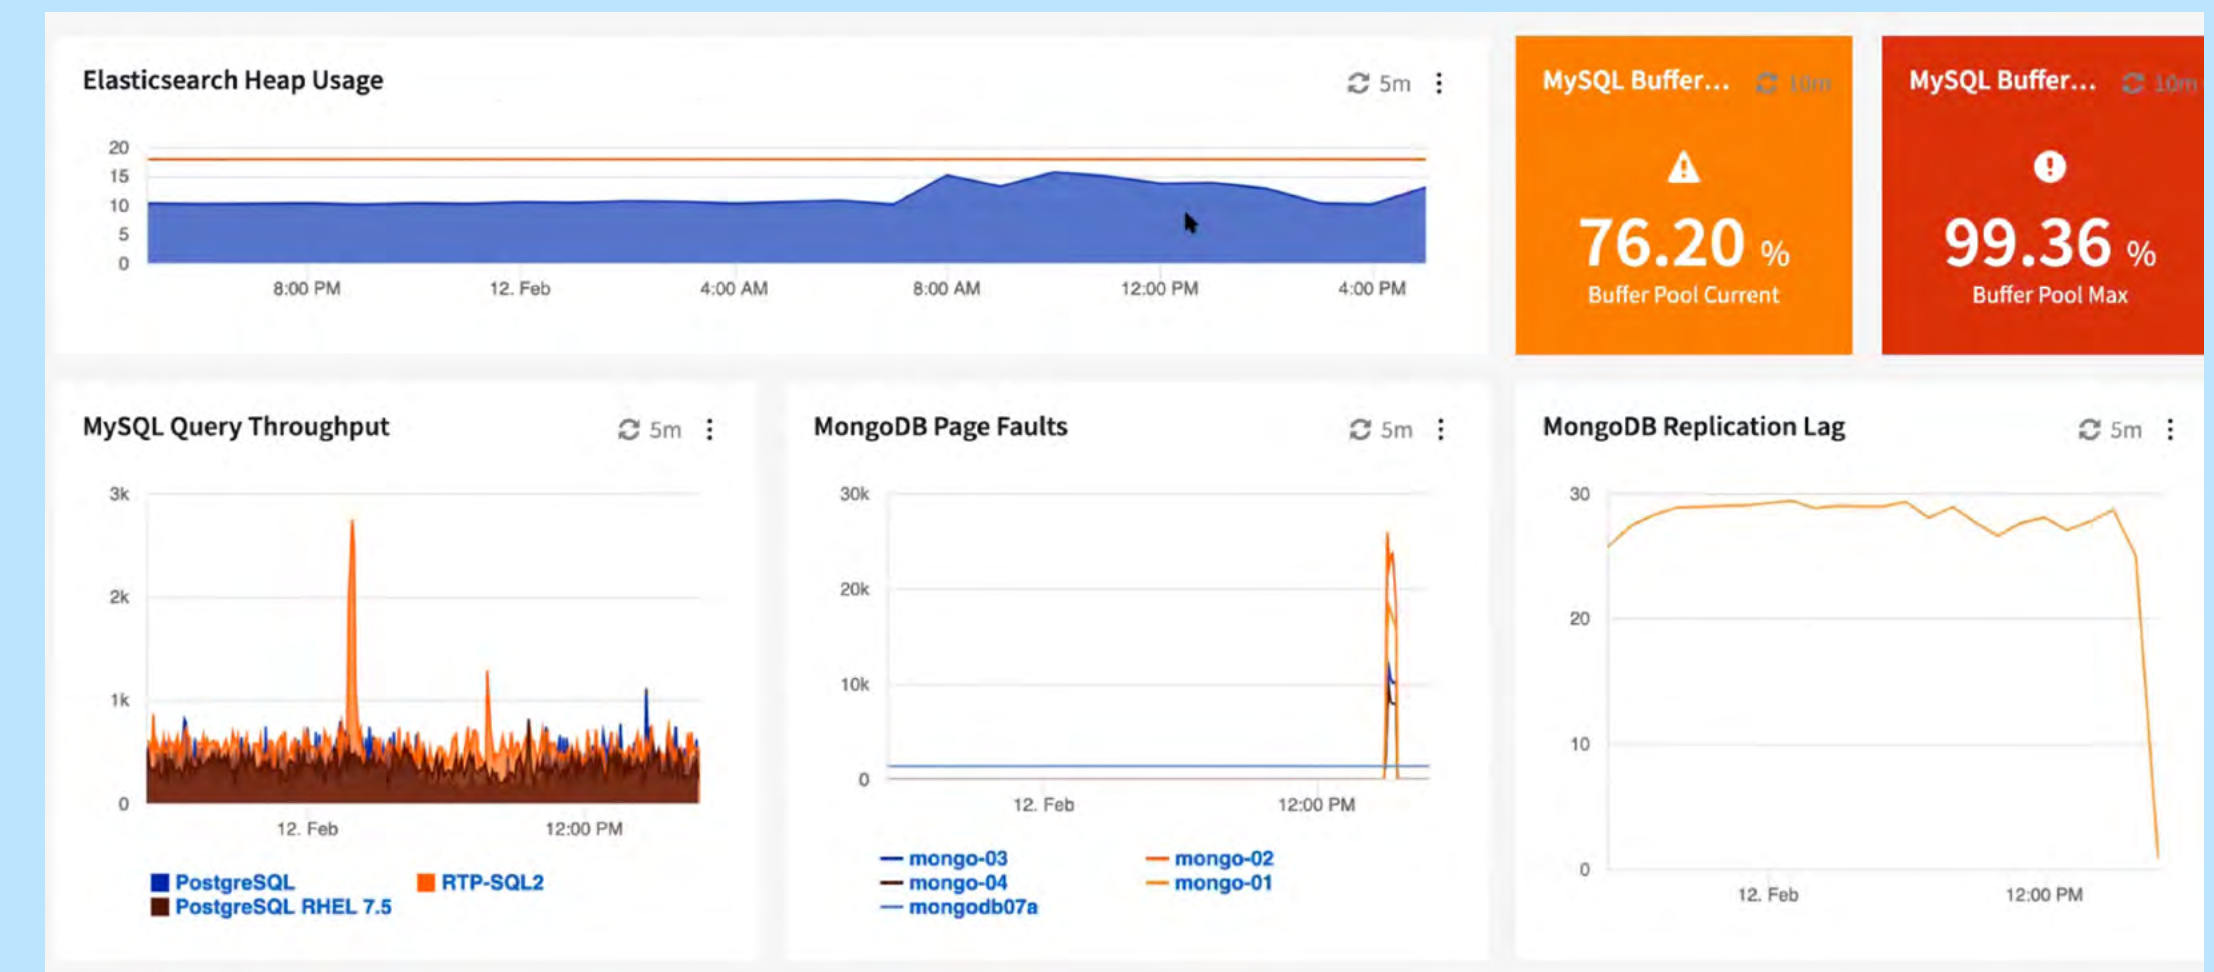 Elasticsearch Heap Usage
5m
MySQL Buffer...
10m
MySQL Buffer...
10m
20
15
10
5
0
8:00 PM
12. Feb
4:00 AM
8:00 AM
12:00 PM
4:00 PM
76.20 %
Buffer Pool Current
99.36 %
Buffer Pool Max
MySQL Query Throughput
5m
3k
2k
1k
0
12. Feb
12:00 PM
PostgreSQL
RTP-SQL2
PostgreSQL RHEL 7.5
MongoDB Page Faults
5m
30k
20k
10k
0
12. Feb
12:00 PM
mongo-03
mongo-02
mongo-04
mongo-01
mongodb07a
MongoDB Replication Lag
5m
30
20
10
0
12. Feb
12:00 PM